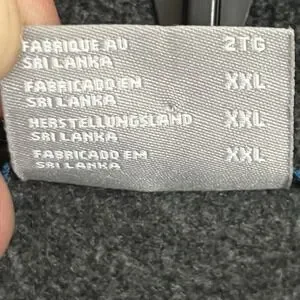 FABRIQUE AU 2TG
SRI LANKA
FABRICADO EN XXL
SRI LANKA
HERSTELLUNGSLAND XXL
SRI LANKA
FABRICADO EM XXL
SRI LANKA